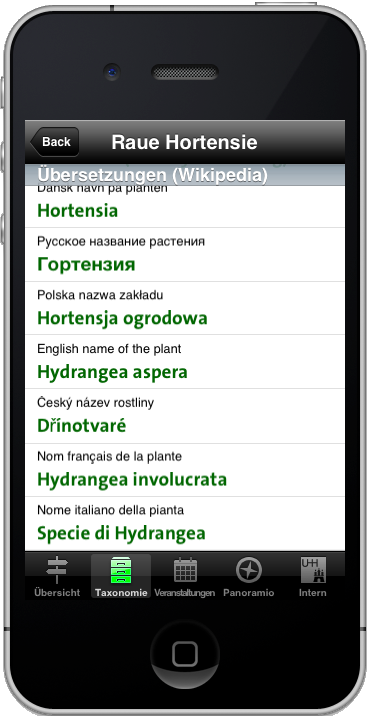 Back
Raue Hortensie
Übersetzungen (Wikipedia)
Dansk navn på planten
Hortensia
Русское название растения
Гортензия
Polska nazwa zakładu
Hortensja ogrodowa
English name of the plant
Hydrangea aspera
Český název rostliny
Dřínotvaré
Nom français de la plante
Hydrangea involucrata
Nome italiano della pianta
Specie di Hydrangea
Übersicht
Taxonomie
Veranstaltungen
Panoramio
Intern